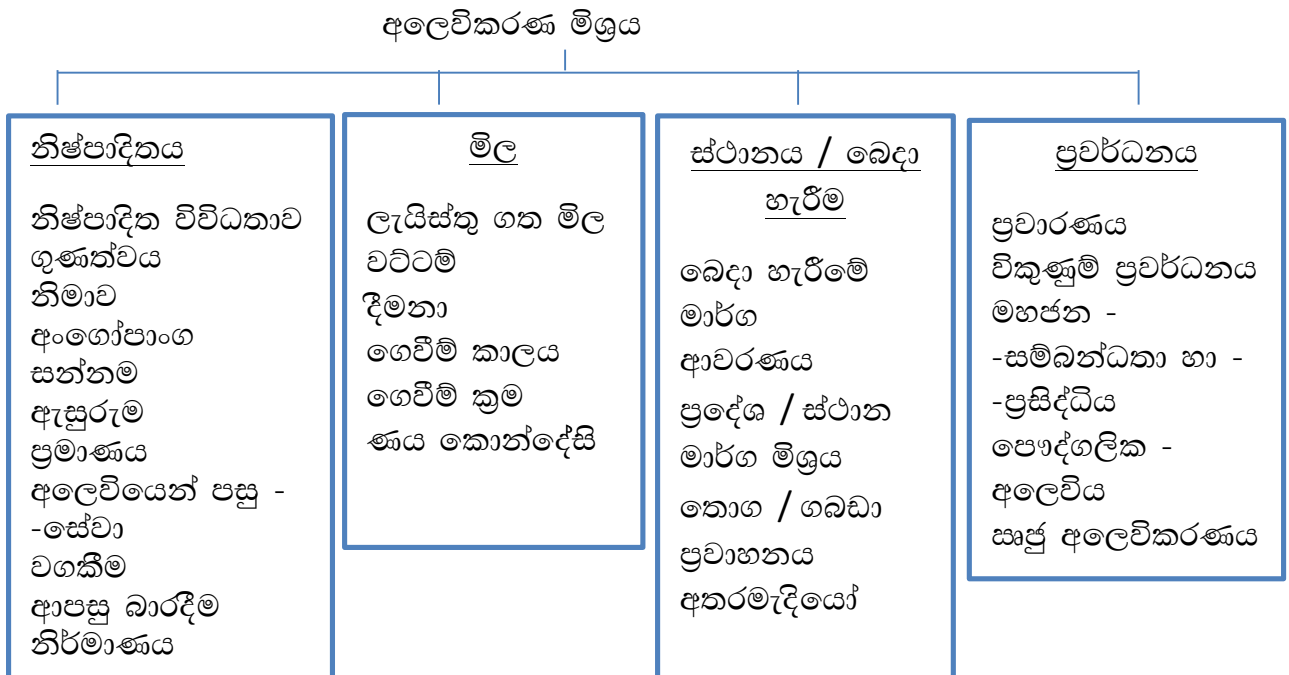 අලෙවිකරණ මිශ්‍රය
නිෂ්පාදිතය
නිෂ්පාදිත විවිධතාව
ගුණත්වය
නිමාව
අංගෝපාංග
සන්නම
ඇසුරුම
ප්‍රමාණය
අලෙවියෙන් පසු -
-සේවා
වගකීම
ආපසු බාරදීම
නිර්මාණය
මිල
ලැයිස්තු ගත මිල
වට්ටම්
දීමනා
ගෙවීම් කාලය
ගෙවීම් ක්‍රම
ණය කොන්දේසි
ස්ථානය / බෙදා
හැරීම
බෙදා හැරීමේ
මාර්ග
ආවරණය
ප්‍රදේශ / ස්ථාන
මාර්ග මිශ්‍රය
තොග / ගබඩා
ප්‍රවාහනය
අතරමැදියෝ
ප්‍රවර්ධනය
ප්‍රචාරණය
විකුණුම් ප්‍රවර්ධනය
මහජන -
-සම්බන්ධතා හා -
-ප්‍රසිද්ධිය
පෞද්ගලික -
අලෙවිය
ඍජු අලෙවිකරණය